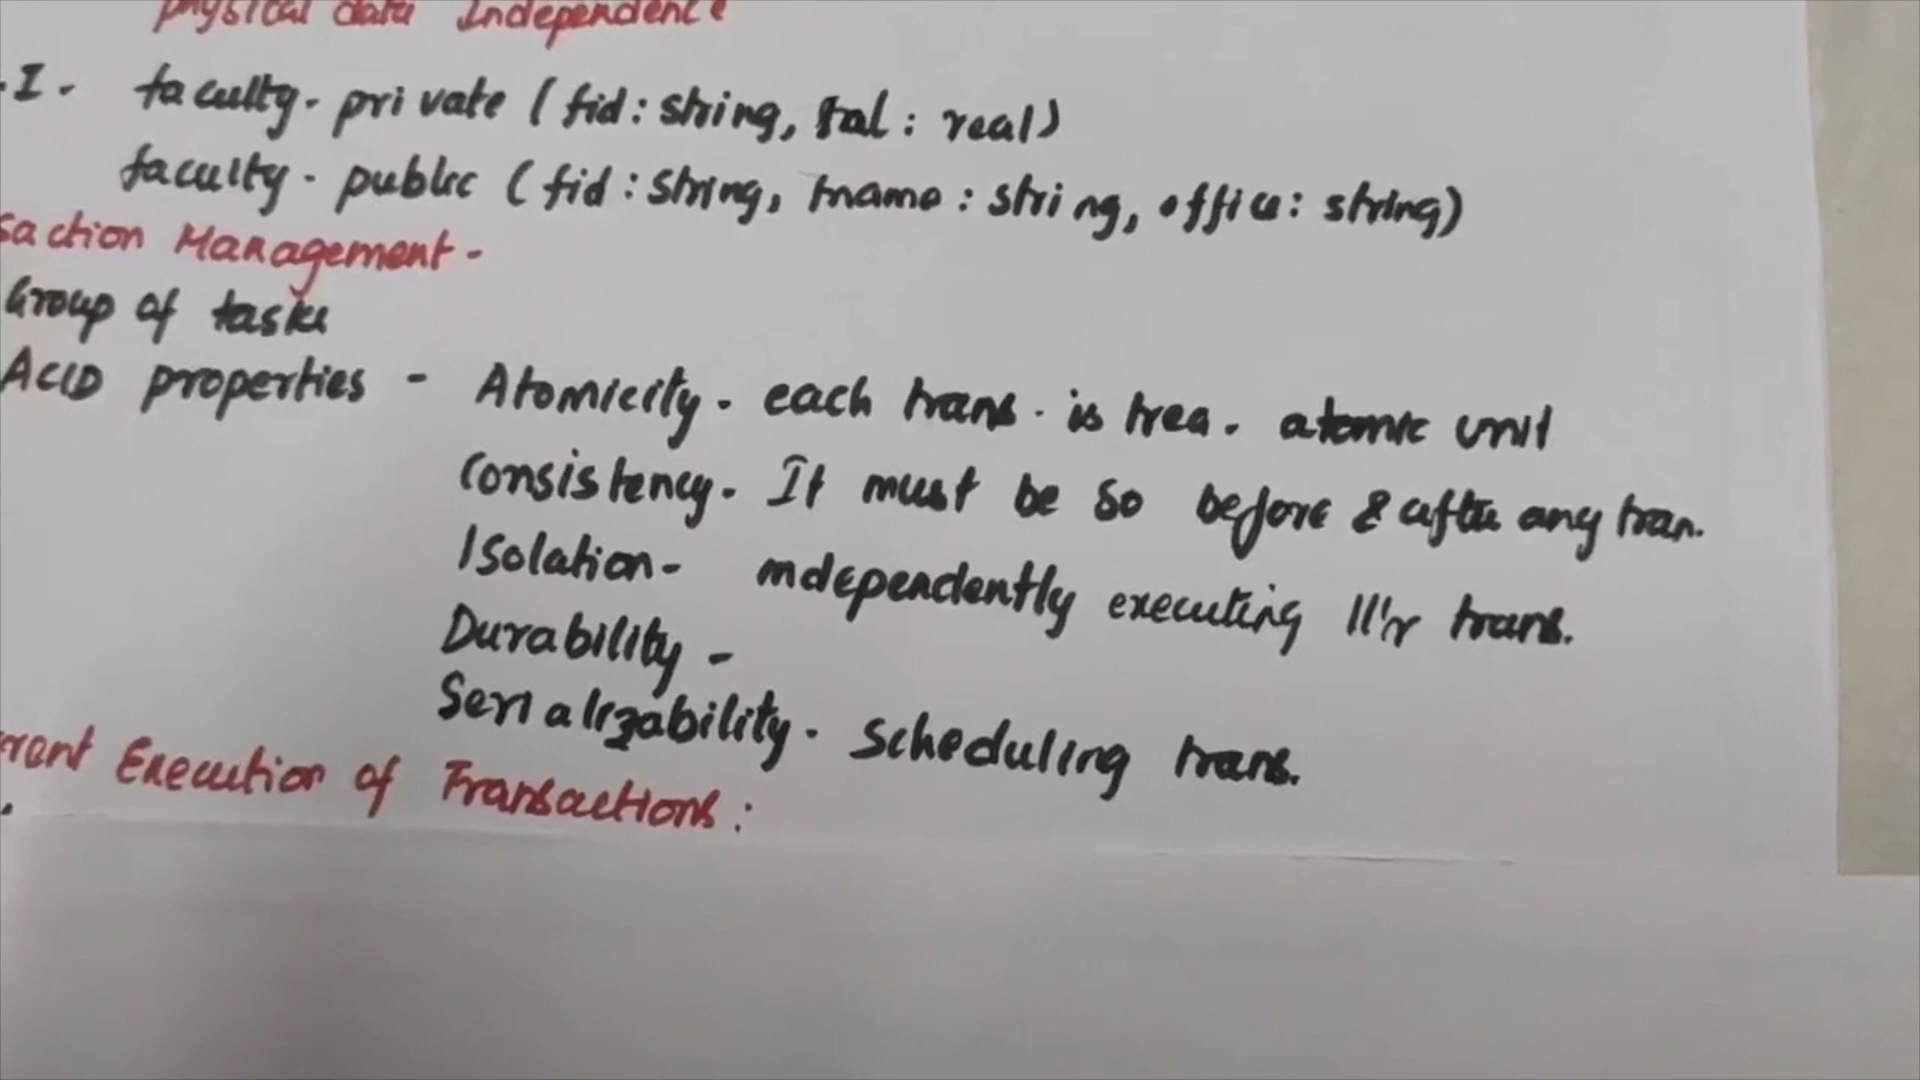 Physical data Independence
.I. faculty. private (fid: string, sal: real)
faculty. public (fid: string, fname: string, office: string)
saction Management -
Group of tasks
ACID properties - Atomicity. each trans. is trea. atomic unit
Consistency. It must be so before & after any tran.
Isolation- independently executing ll'r trans.
Durability -
Serializability. Scheduling trans.
rrent Execution of Transactions: